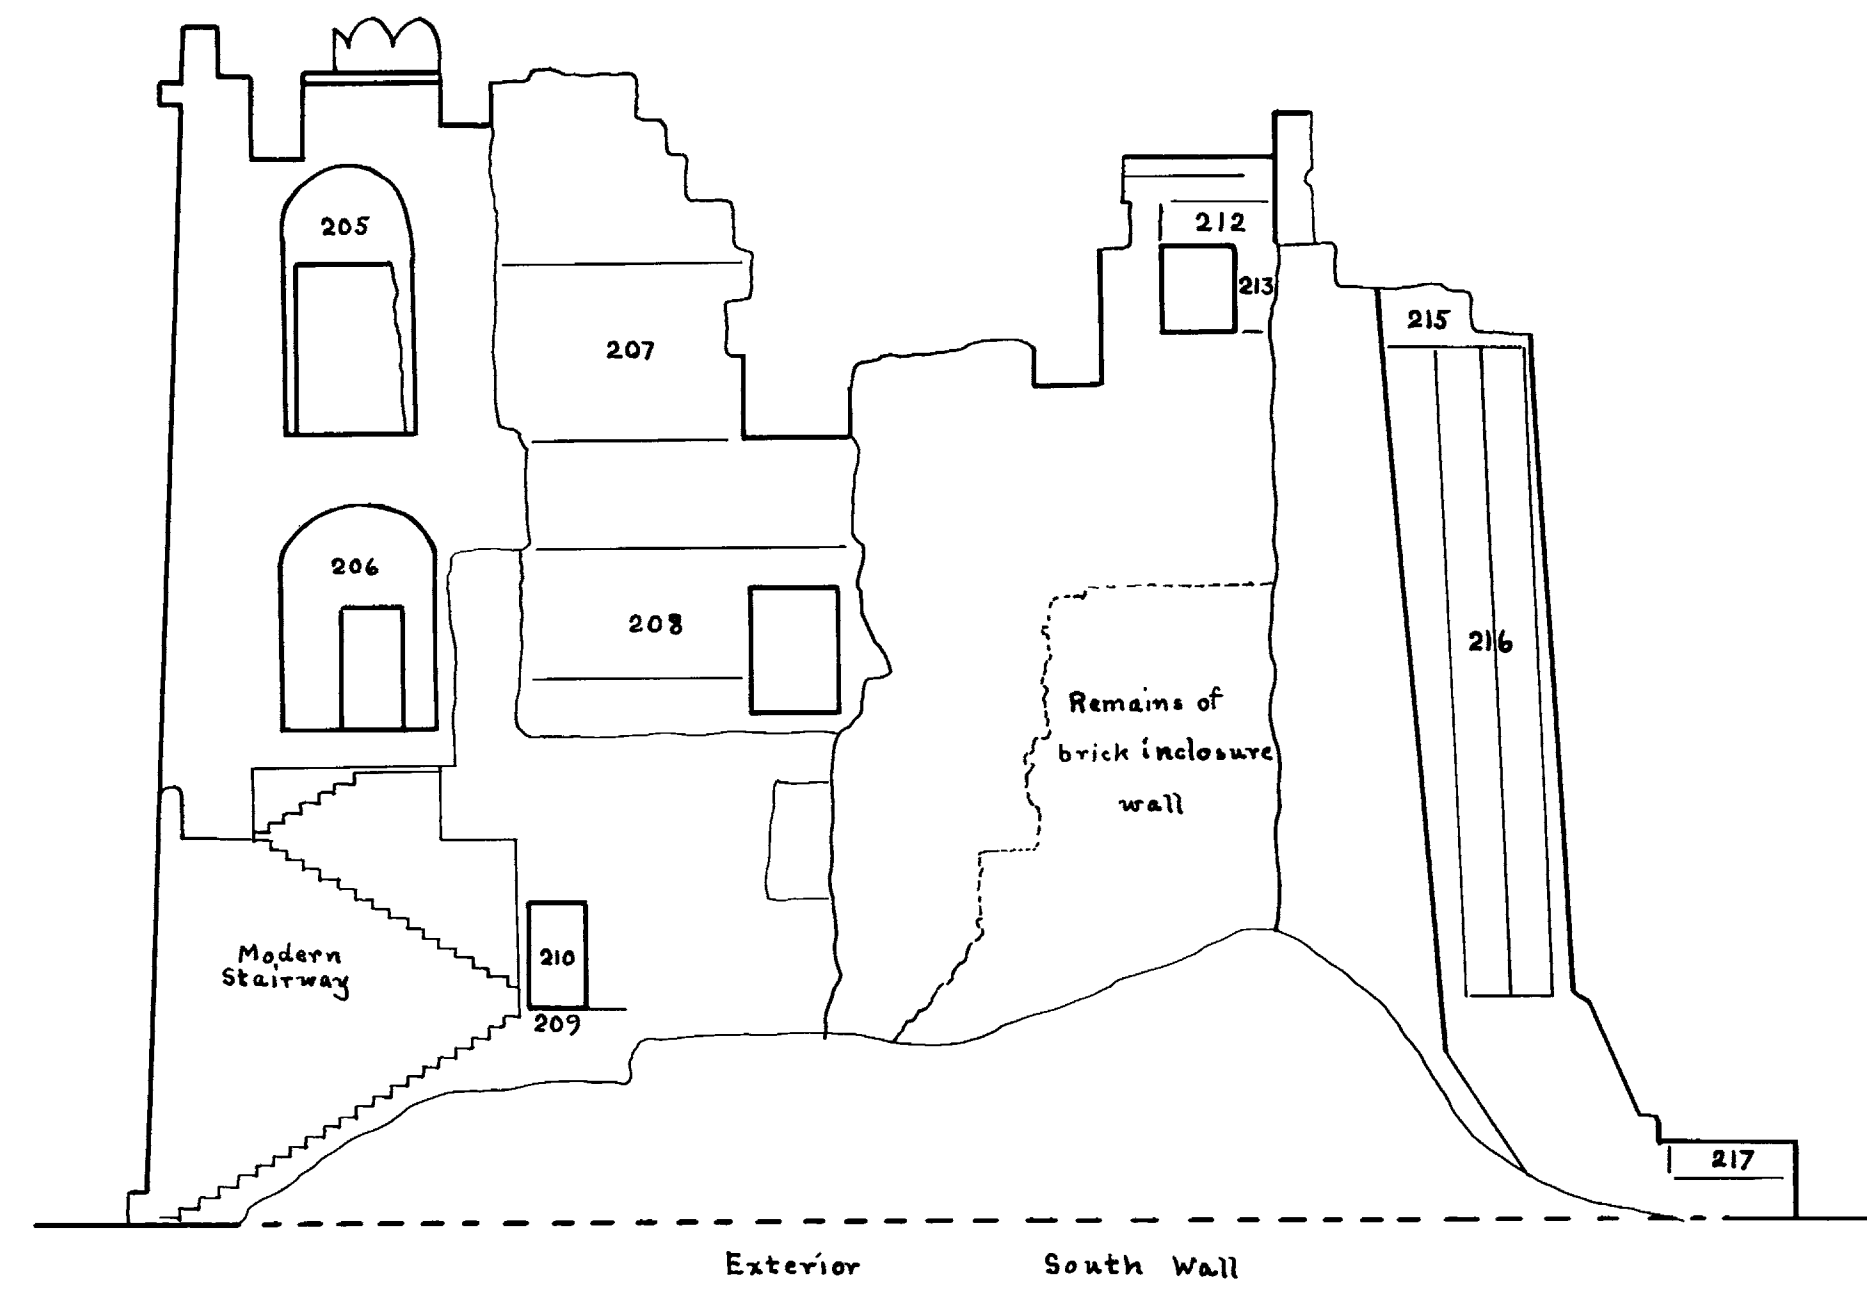 205
212
213
215
207
206
208
216
Remains of
brick inclosure
wall
Modern
Stairway
210
209
217
Exterior South Wall